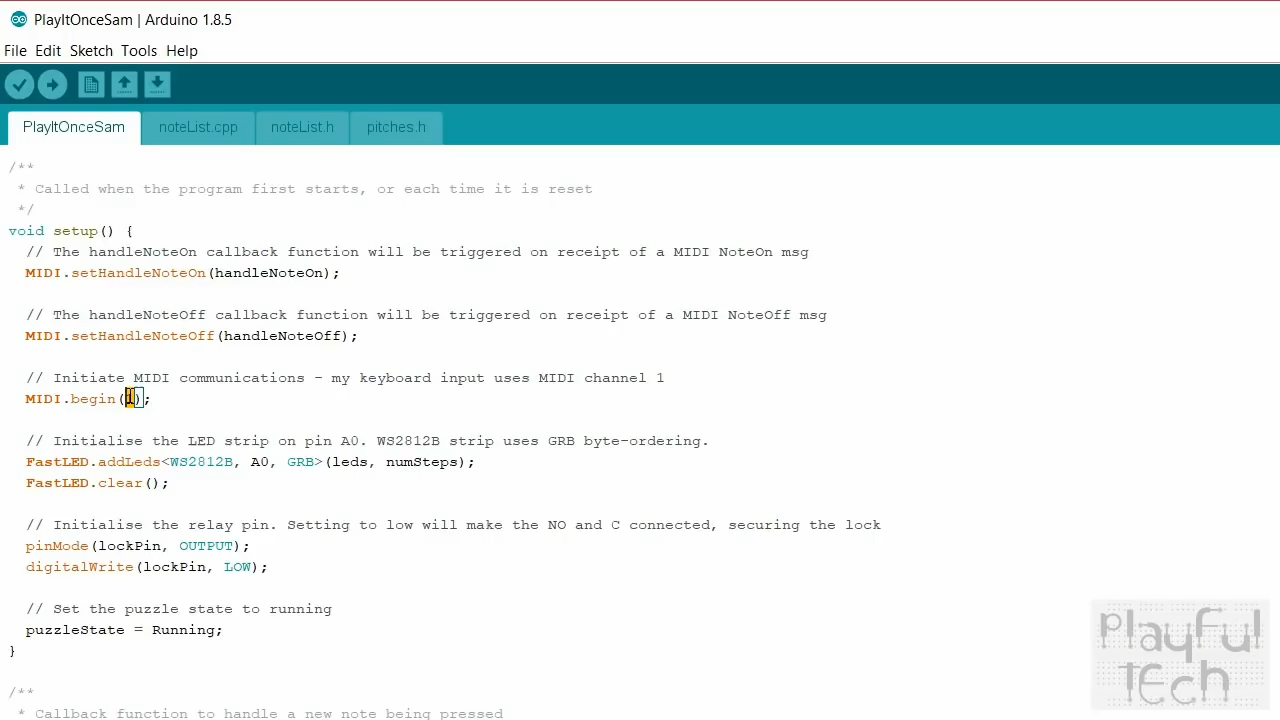 PlayItOnceSam | Arduino 1.8.5
File Edit Sketch Tools Help
PlayItOnceSam noteList.cpp noteList.h pitches.h
/**
 * Called when the program first starts, or each time it is reset
 */
void setup() {
  // The handleNoteOn callback function will be triggered on receipt of a MIDI NoteOn msg
  MIDI.setHandleNoteOn(handleNoteOn);
  // The handleNoteOff callback function will be triggered on receipt of a MIDI NoteOff msg
  MIDI.setHandleNoteOff(handleNoteOff);
  // Initiate MIDI communications - my keyboard input uses MIDI channel 1
  MIDI.begin(1);
  // Initialise the LED strip on pin A0. WS2812B strip uses GRB byte-ordering.
  FastLED.addLeds<WS2812B, A0, GRB>(leds, numSteps);
  FastLED.clear();
  // Initialise the relay pin. Setting to low will make the NO and C connected, securing the lock
  pinMode(lockPin, OUTPUT);
  digitalWrite(lockPin, LOW);
  // Set the puzzle state to running
  puzzleState = Running;
}
/**
 * Callback function to handle a new note being pressed
playful
tech